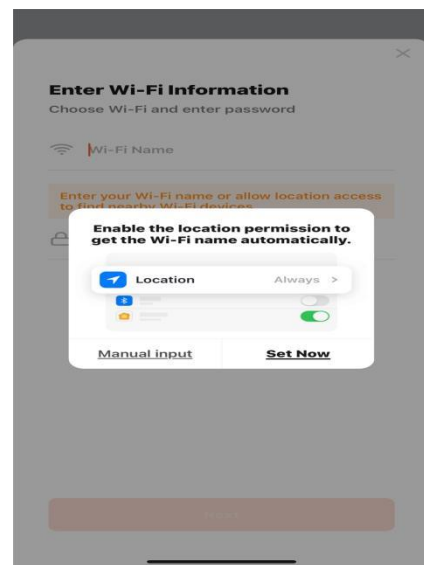 Enter Wi-Fi Information
Choose Wi-Fi and enter password
Wi-Fi Name
Enter your Wi-Fi name or allow location access
to find nearby Wi-Fi devices
Enable the location permission to
get the Wi-Fi name automatically.
Location Always >
Manual input Set Now
Next